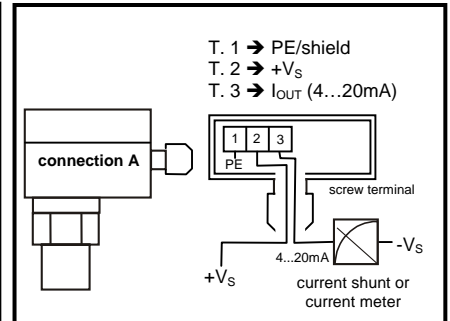 T. 1 ➔ PE/shield
T. 2 ➔ +VS
T. 3 ➔ IOUT (4…20mA)
connection A
1 2 3
PE
screw terminal
4...20mA
-VS
+VS
current shunt or
current meter